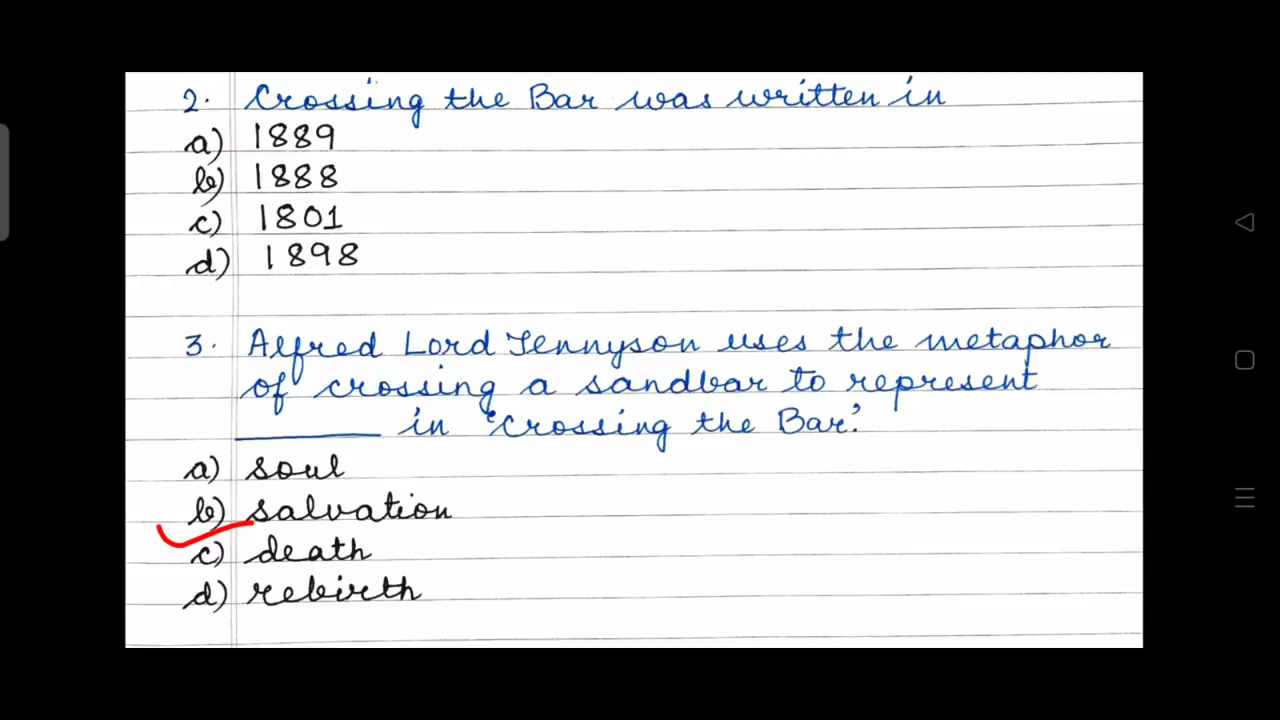 2. Crossing the Bar was written in
a) 1889
b) 1888
c) 1801
d) 1898
3. Alfred Lord Tennyson uses the metaphor
of crossing a sandbar to represent
______ in 'Crossing the Bar.'
a) soul
b) salvation
c) death
d) rebirth